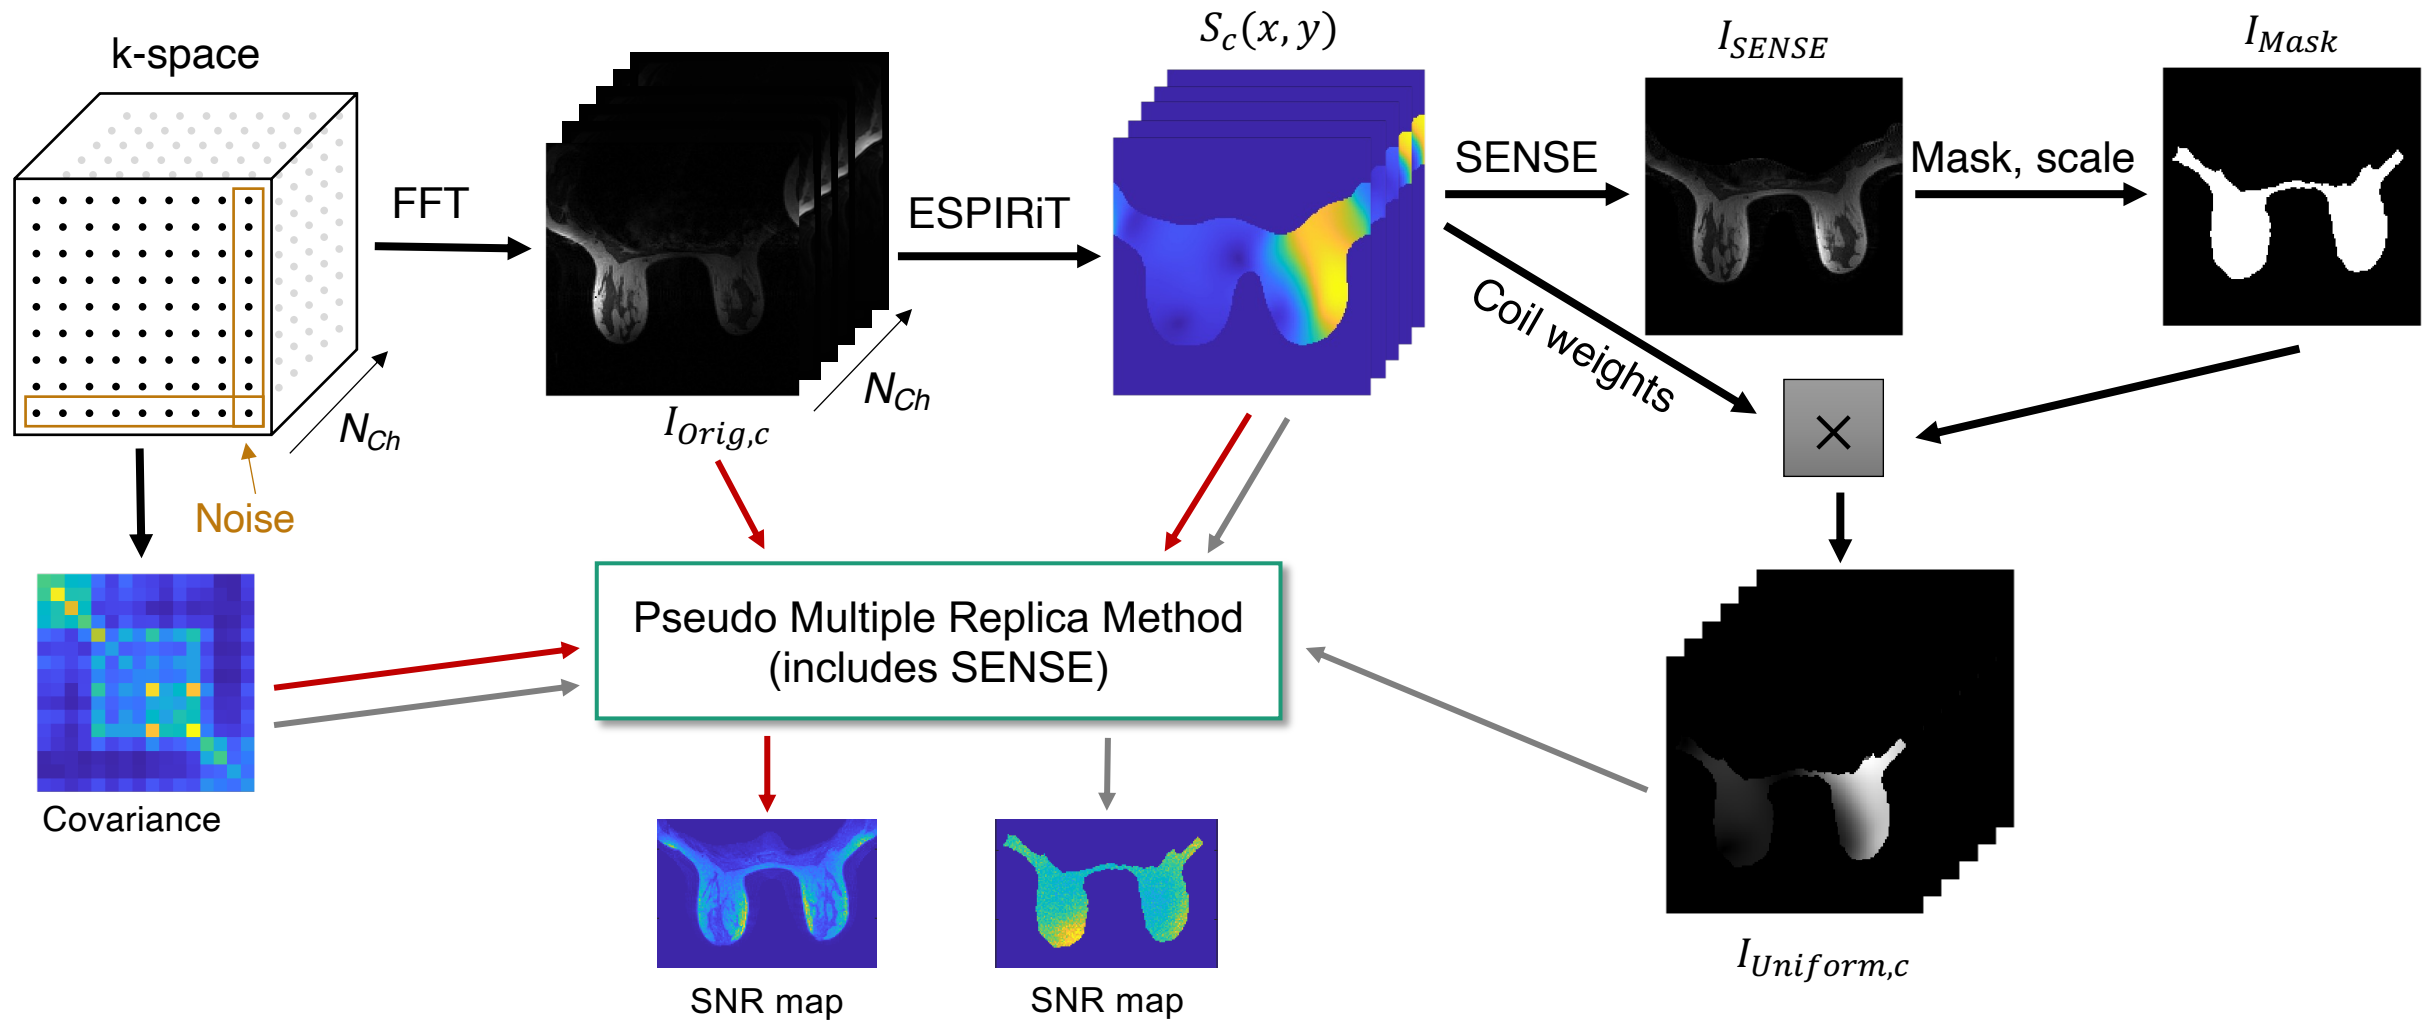 k-space
N_Ch
Noise
Covariance
FFT
I_Orig,c
N_Ch
ESPIRiT
S_c(x, y)
SENSE
Coil weights
I_SENSE
Mask, scale
I_Mask
×
I_Uniform,c
Pseudo Multiple Replica Method
(includes SENSE)
SNR map
SNR map